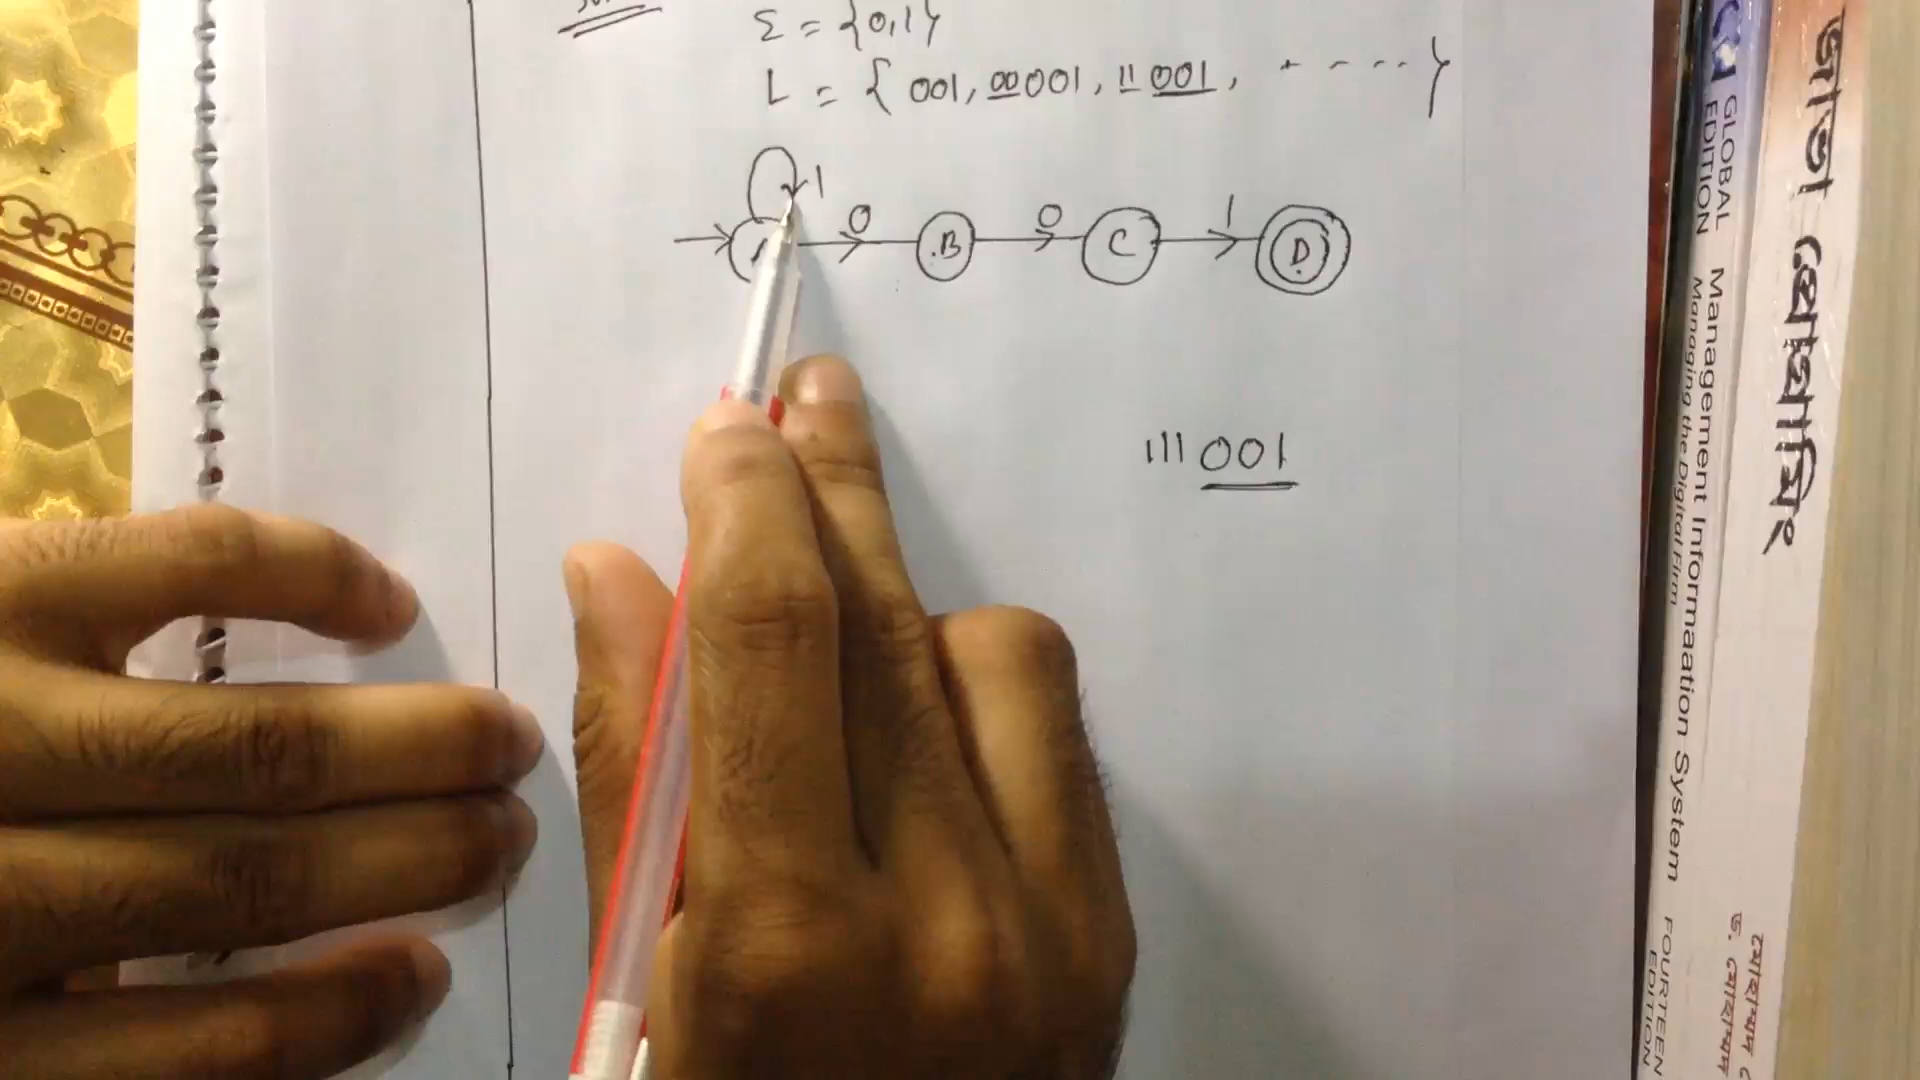 Σ = {0,1}
L = { 001, 00001, 11001, - - - - }
1
0
0
1
B
C
D
111001
GLOBAL EDITION
Management Informaation System
Managing the Digital Firm
FOURTEEN EDITION
ডাটা বেজ প্রোগ্রামিং